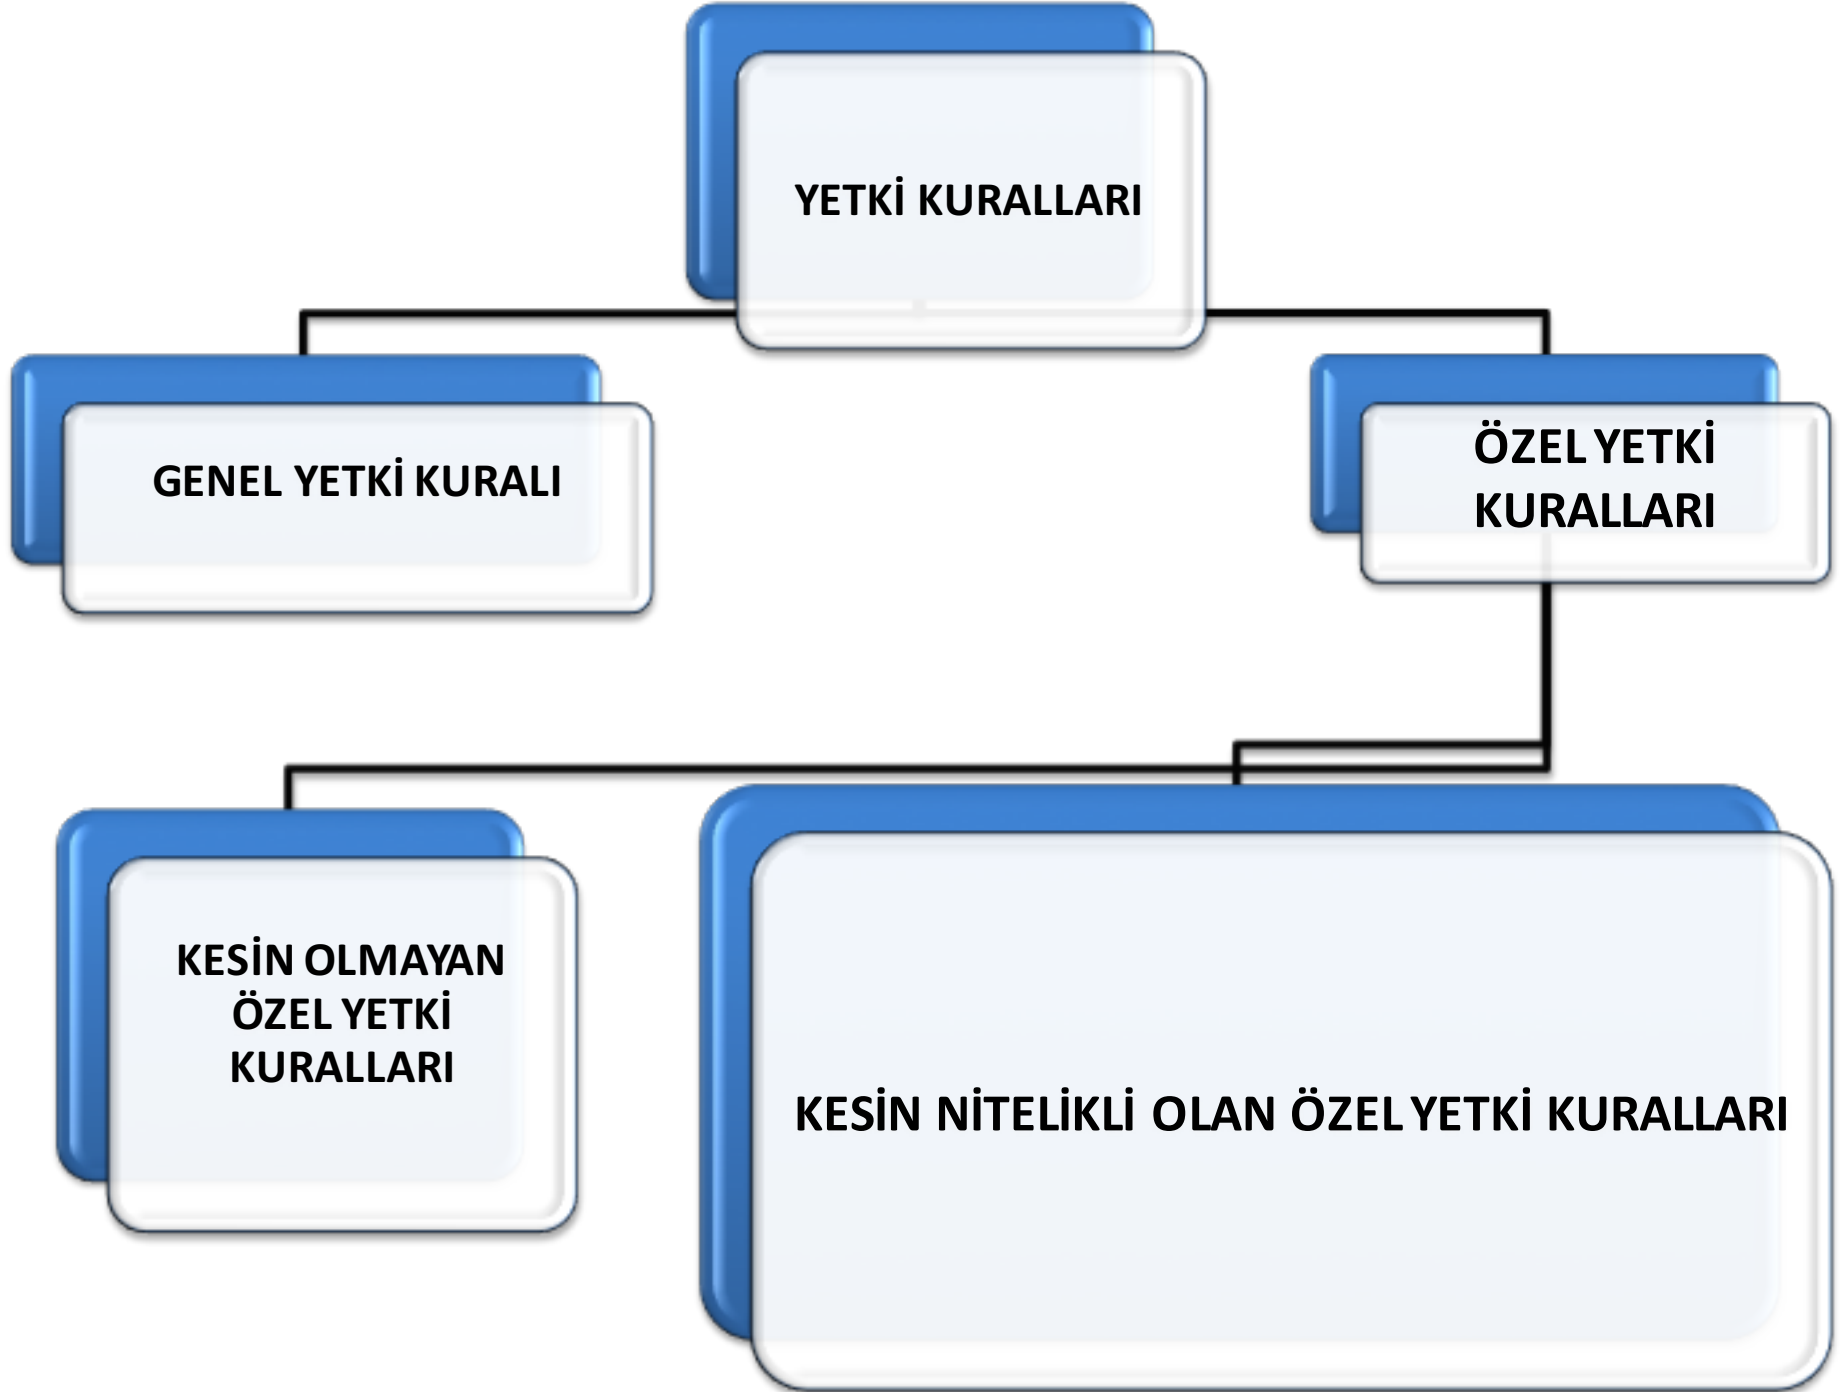 YETKİ KURALLARI
GENEL YETKİ KURALI
ÖZEL YETKİ
KURALLARI
KESİN OLMAYAN
ÖZEL YETKİ
KURALLARI
KESİN NİTELİKLİ OLAN ÖZEL YETKİ KURALLARI